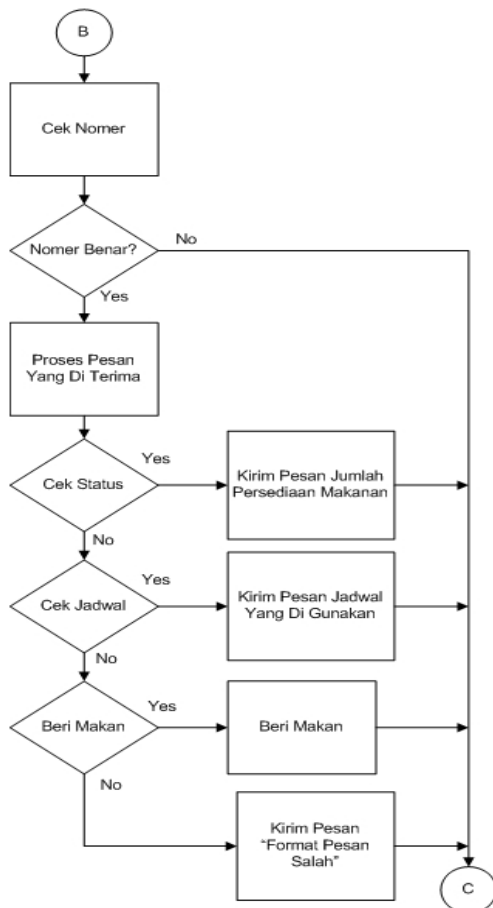 B
Cek Nomer
Nomer Benar?
No
Yes
Proses Pesan
Yang Di Terima
Cek Status
Yes
Kirim Pesan Jumlah
Persediaan Makanan
No
Cek Jadwal
Yes
Kirim Pesan Jadwal
Yang Di Gunakan
No
Beri Makan
Yes
Beri Makan
No
Kirim Pesan
“Format Pesan
Salah”
C